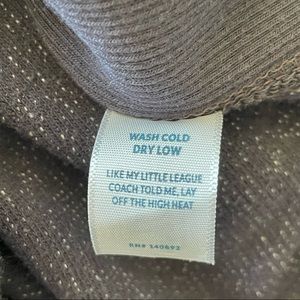 WASH COLD
DRY LOW
LIKE MY LITTLE LEAGUE
COACH TOLD ME, LAY
OFF THE HIGH HEAT
RN# 140692